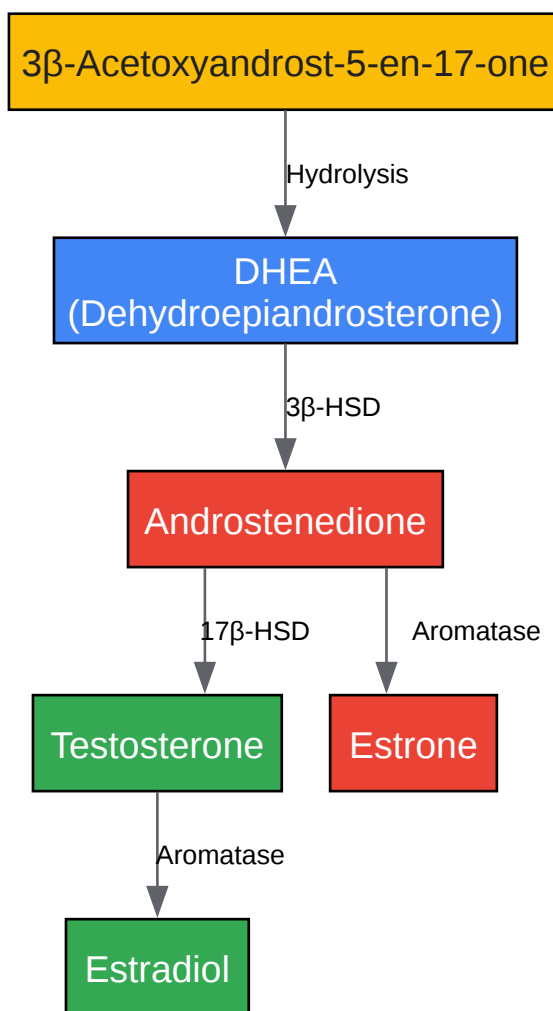 3β-Acetoxyandrost-5-en-17-one
Hydrolysis
DHEA
(Dehydroepiandrosterone)
3β-HSD
Androstenedione
17β-HSD
Aromatase
Testosterone
Estrone
Aromatase
Estradiol